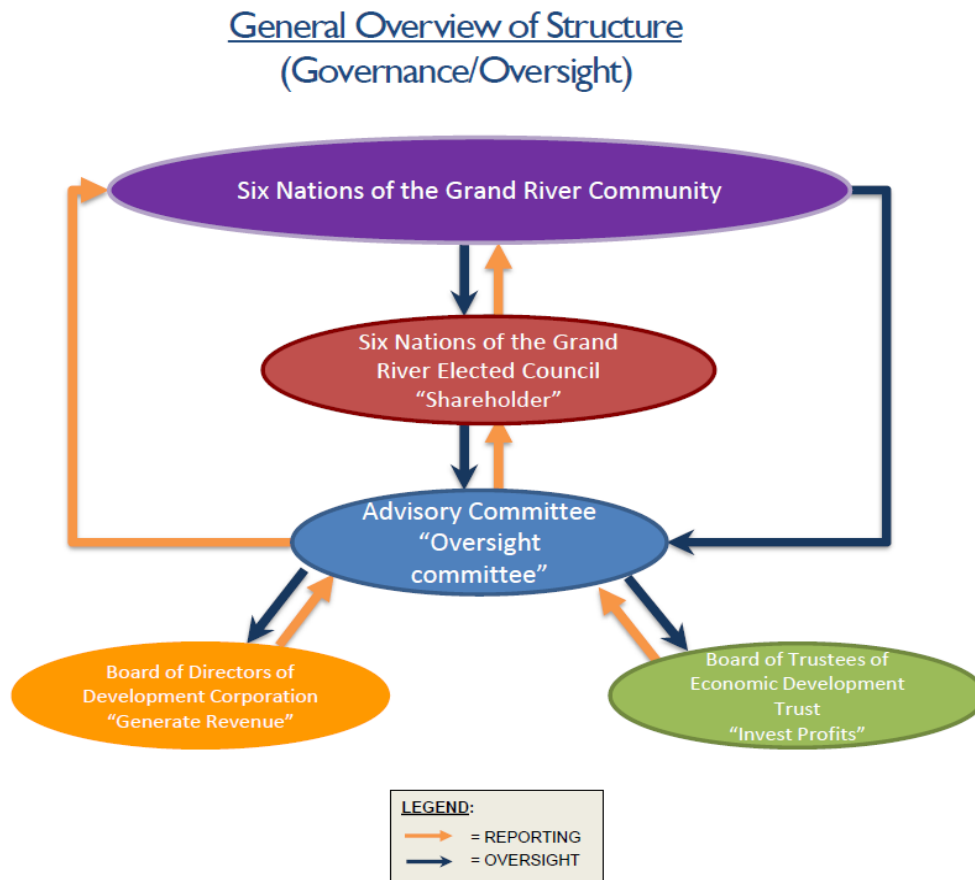 General Overview of Structure
(Governance/Oversight)
Six Nations of the Grand River Community
Six Nations of the Grand
River Elected Council
“Shareholder”
Advisory Committee
“Oversight
committee”
Board of Directors of
Development Corporation
“Generate Revenue”
Board of Trustees of
Economic Development
Trust
“Invest Profits”
LEGEND:
= REPORTING
= OVERSIGHT